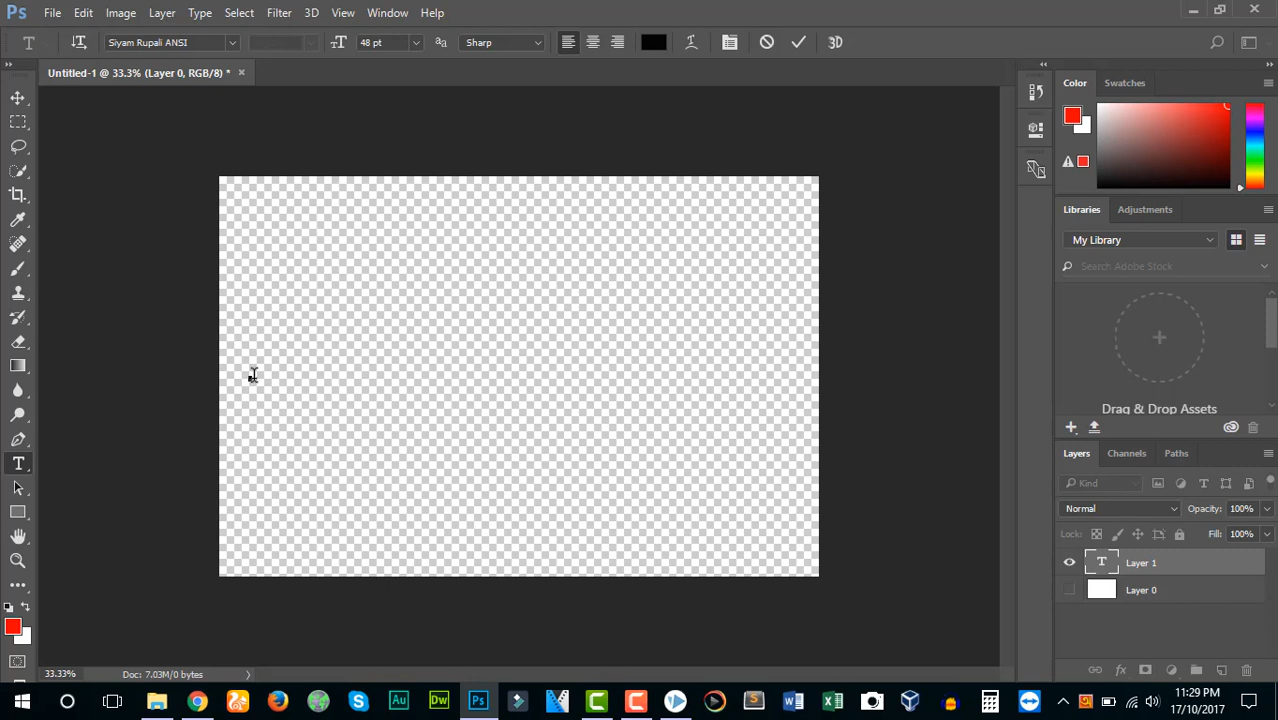 Ps File Edit Image Layer Type Select Filter 3D View Window Help
T Siyam Rupali ANSI 48 pt Sharp 3D
Untitled-1 @ 33.3% (Layer 0, RGB/8) *
Color Swatches
Libraries Adjustments
My Library
Search Adobe Stock
Drag & Drop Assets
Layers Channels Paths
Kind
Normal Opacity: 100%
Lock: Fill: 100%
T Layer 1
Layer 0
33.33% Doc: 7.03M/0 bytes
Au Dw Ps
11:29 PM
17/10/2017